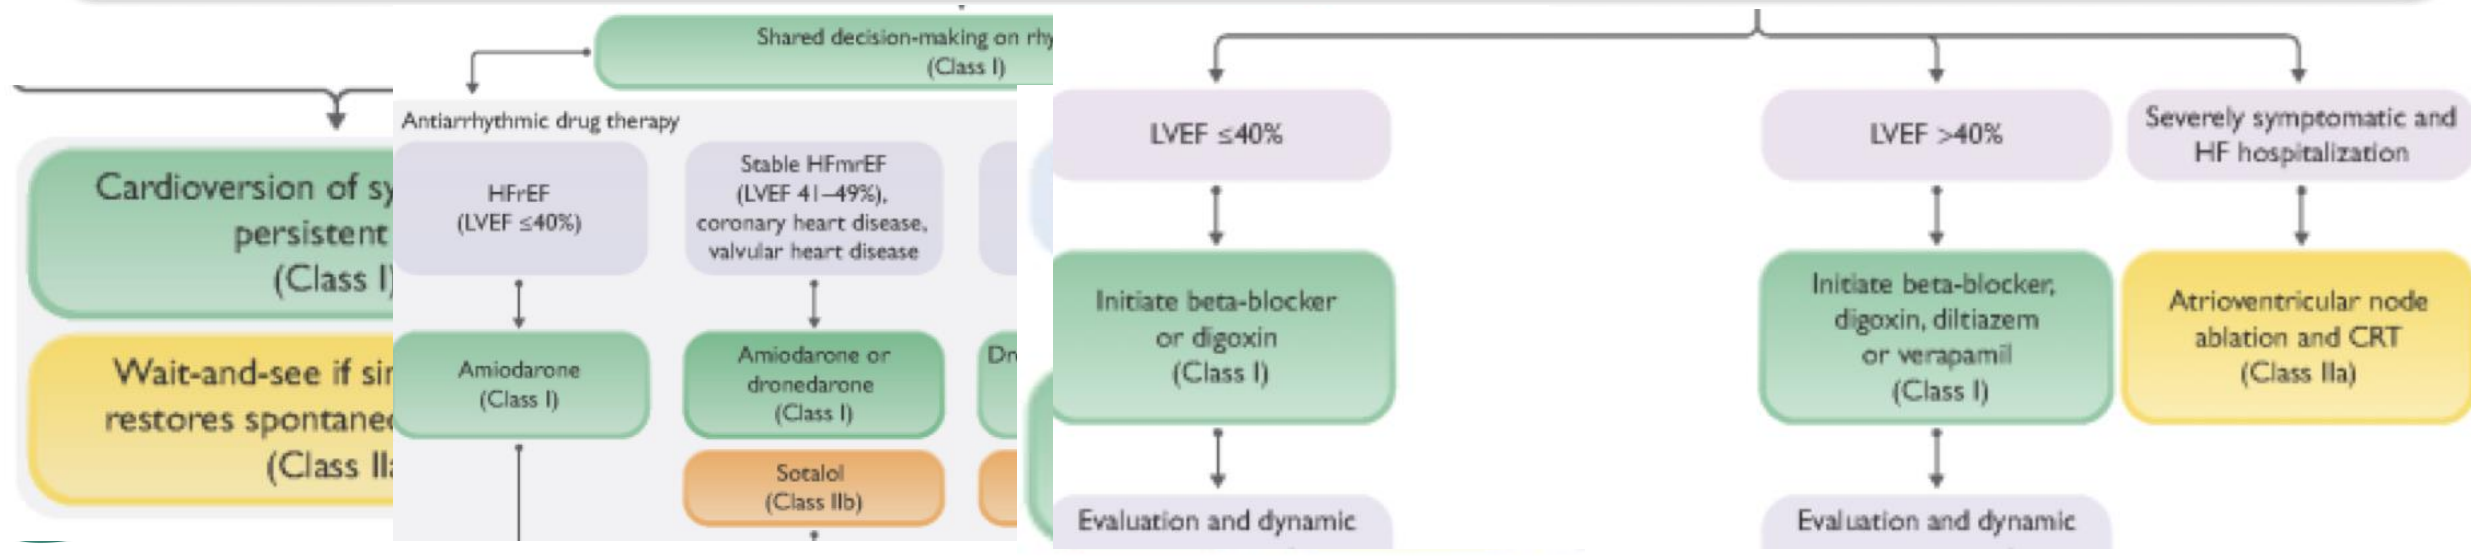 Shared decision-making on
(Class I)
Cardioversion of
persistent
(Class I)
Wait-and-see if
restores
(Class
Antiarrhythmic drug therapy
HFrEF
(LVEF ≤40%)
Stable HFmrEF
(LVEF 41–49%),
coronary heart disease,
valvular heart disease
Amiodarone
(Class I)
Amiodarone or
dronedarone
(Class I)
Sotalol
(Class IIb)
LVEF ≤40%
LVEF >40%
Severely symptomatic and
HF hospitalization
Initiate beta-blocker
or digoxin
(Class I)
Initiate beta-blocker,
digoxin, diltiazem
or verapamil
(Class I)
Atrioventricular node
ablation and CRT
(Class IIa)
Evaluation and dynamic
Evaluation and dynamic